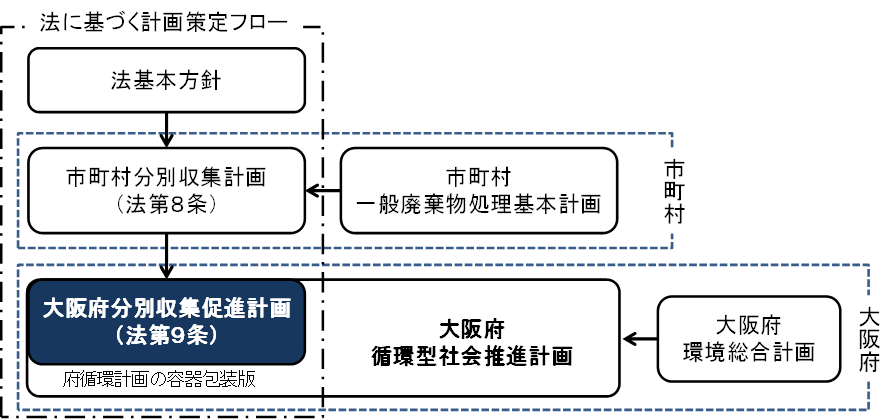 法に基づく計画策定フロー
法基本方針
市町村分別収集計画
（法第８条）
市町村
一般廃棄物処理基本計画
市町村
大阪府分別収集促進計画
（法第９条）
府循環計画の容器包装版
大阪府
循環型社会推進計画
大阪府
環境総合計画
大阪府